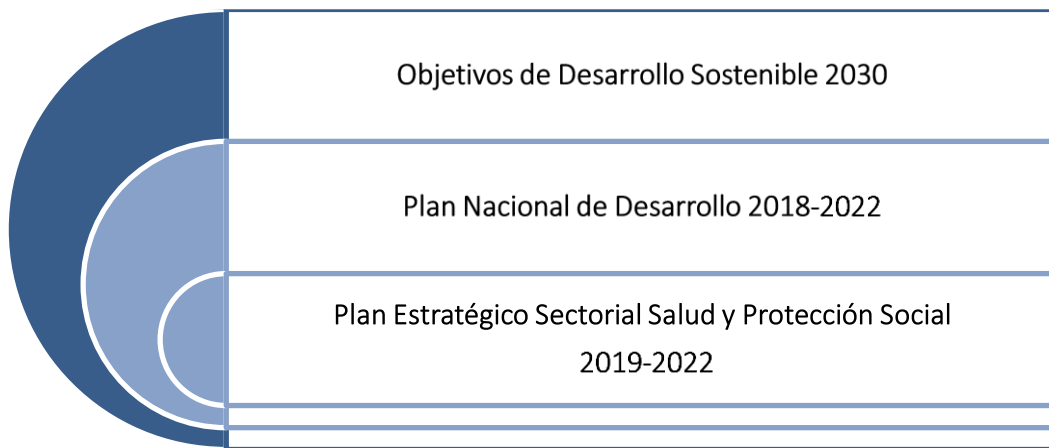 Objetivos de Desarrollo Sostenible 2030
Plan Nacional de Desarrollo 2018-2022
Plan Estratégico Sectorial Salud y Protección Social
2019-2022